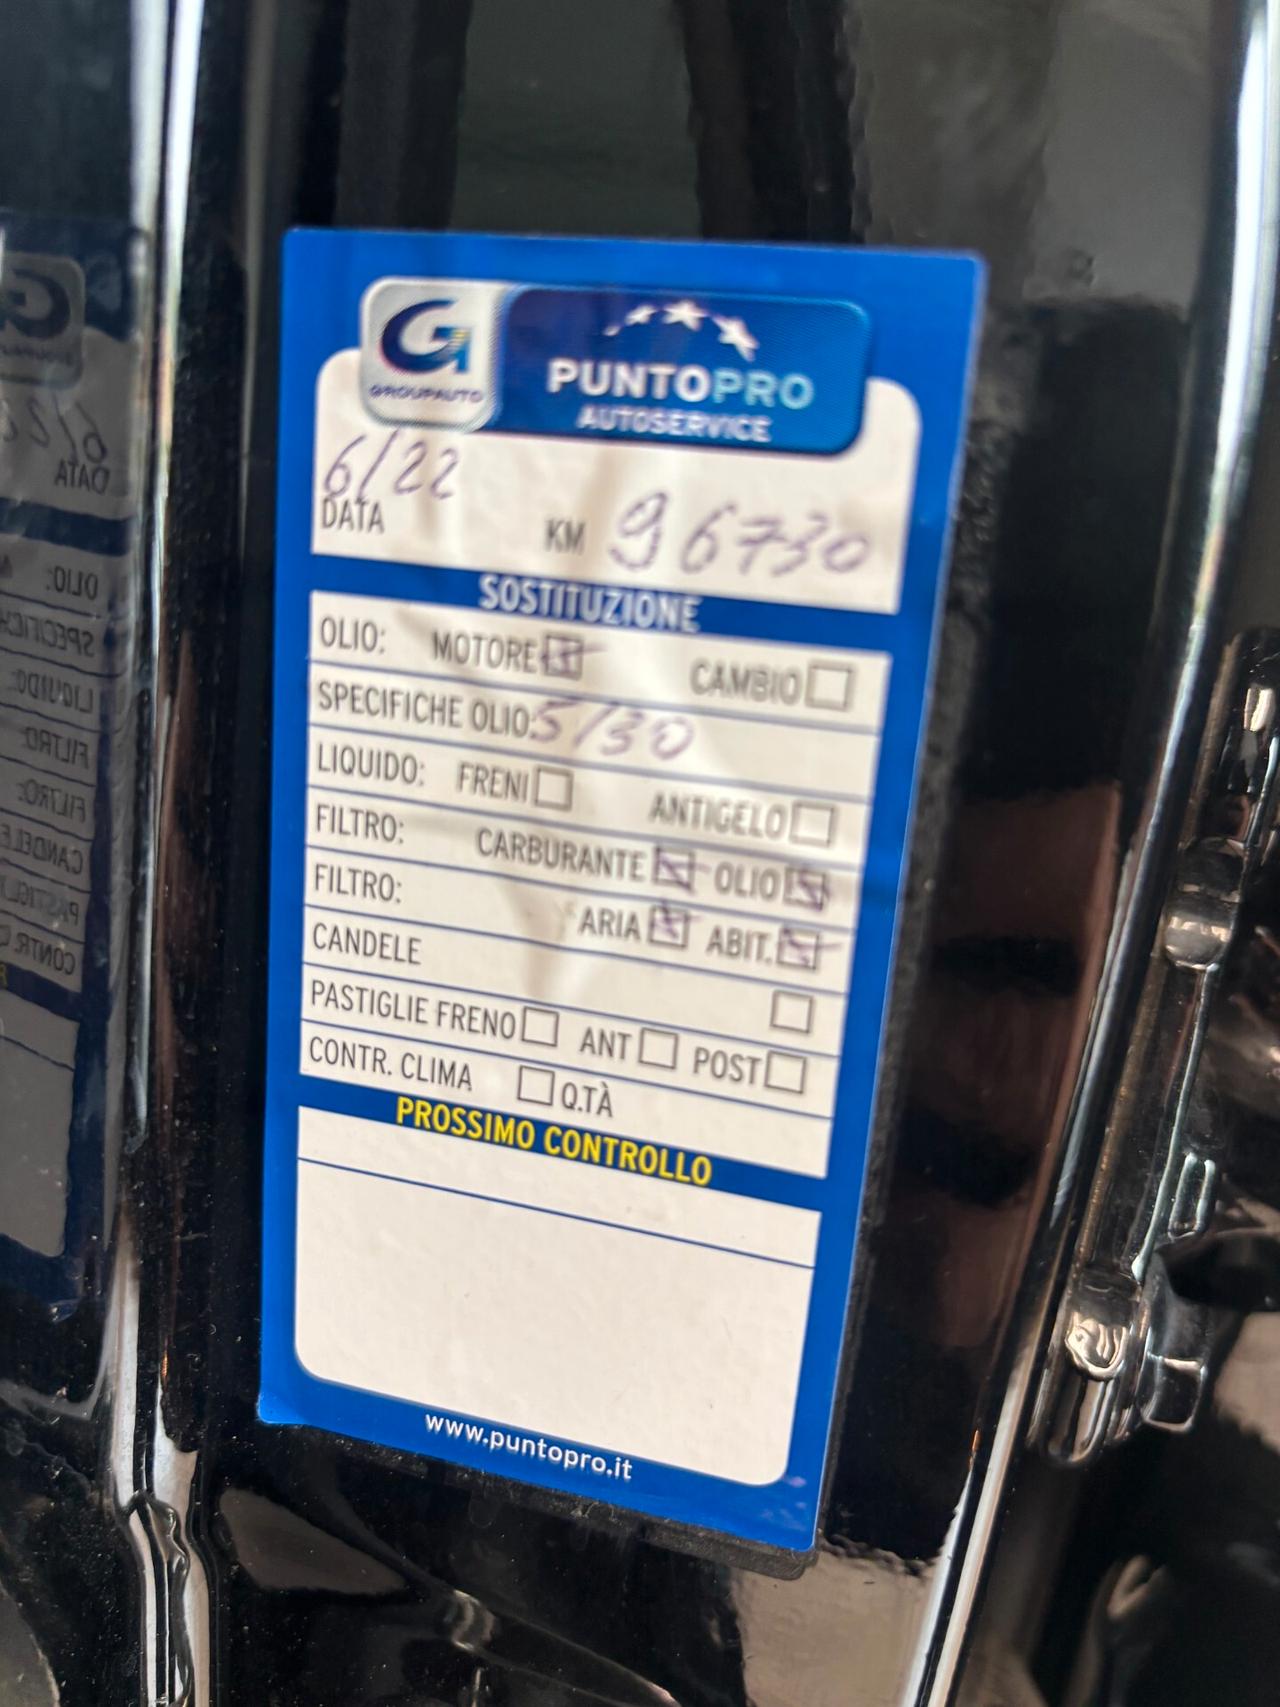 GROUPAUTO
PUNTOPRO
AUTOSERVICE
6/22
DATA
KM 96730
SOSTITUZIONE
OLIO: MOTORE CAMBIO
SPECIFICHE OLIO: 5/30
LIQUIDO: FRENI ANTIGELO
FILTRO: CARBURANTE OLIO
FILTRO: ARIA ABIT.
CANDELE
PASTIGLIE FRENO ANT POST
CONTR. CLIMA Q.TÀ
PROSSIMO CONTROLLO
www.puntopro.it